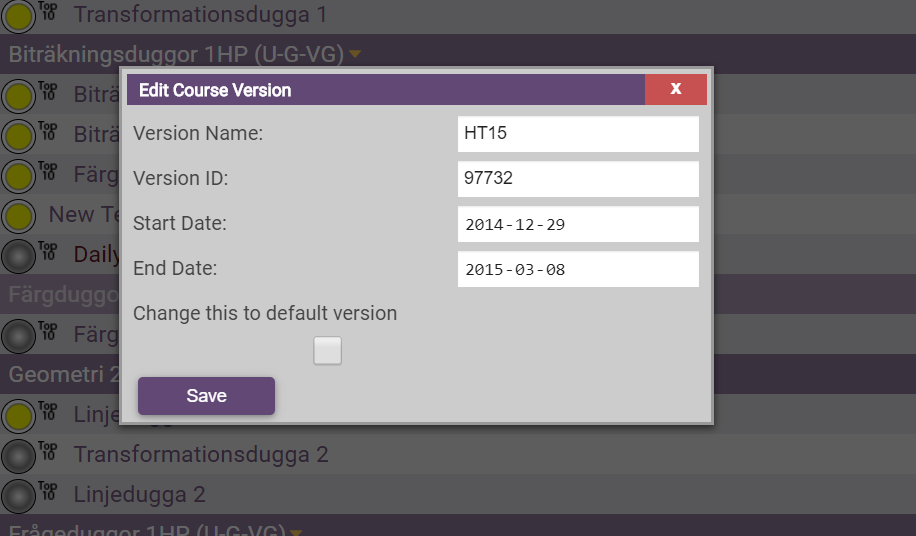 Top 10 Transformationsdugga 1
Biträkningsduggor 1HP (U-G-VG)
Edit Course Version X
Top 10 Biträ
Version Name: HT15
Top 10 Biträ
Top 10 Färg
Version ID: 97732
New Te
Start Date: 2014-12-29
Top 10 Daily
End Date: 2015-03-08
Färgduggo
Change this to default version
Top 10 Färg
Geometri 2
Save
Top 10 Linje
Top 10 Transformationsdugga 2
Top 10 Linjedugga 2
Frågeduggor 1HP (U-G-VG)